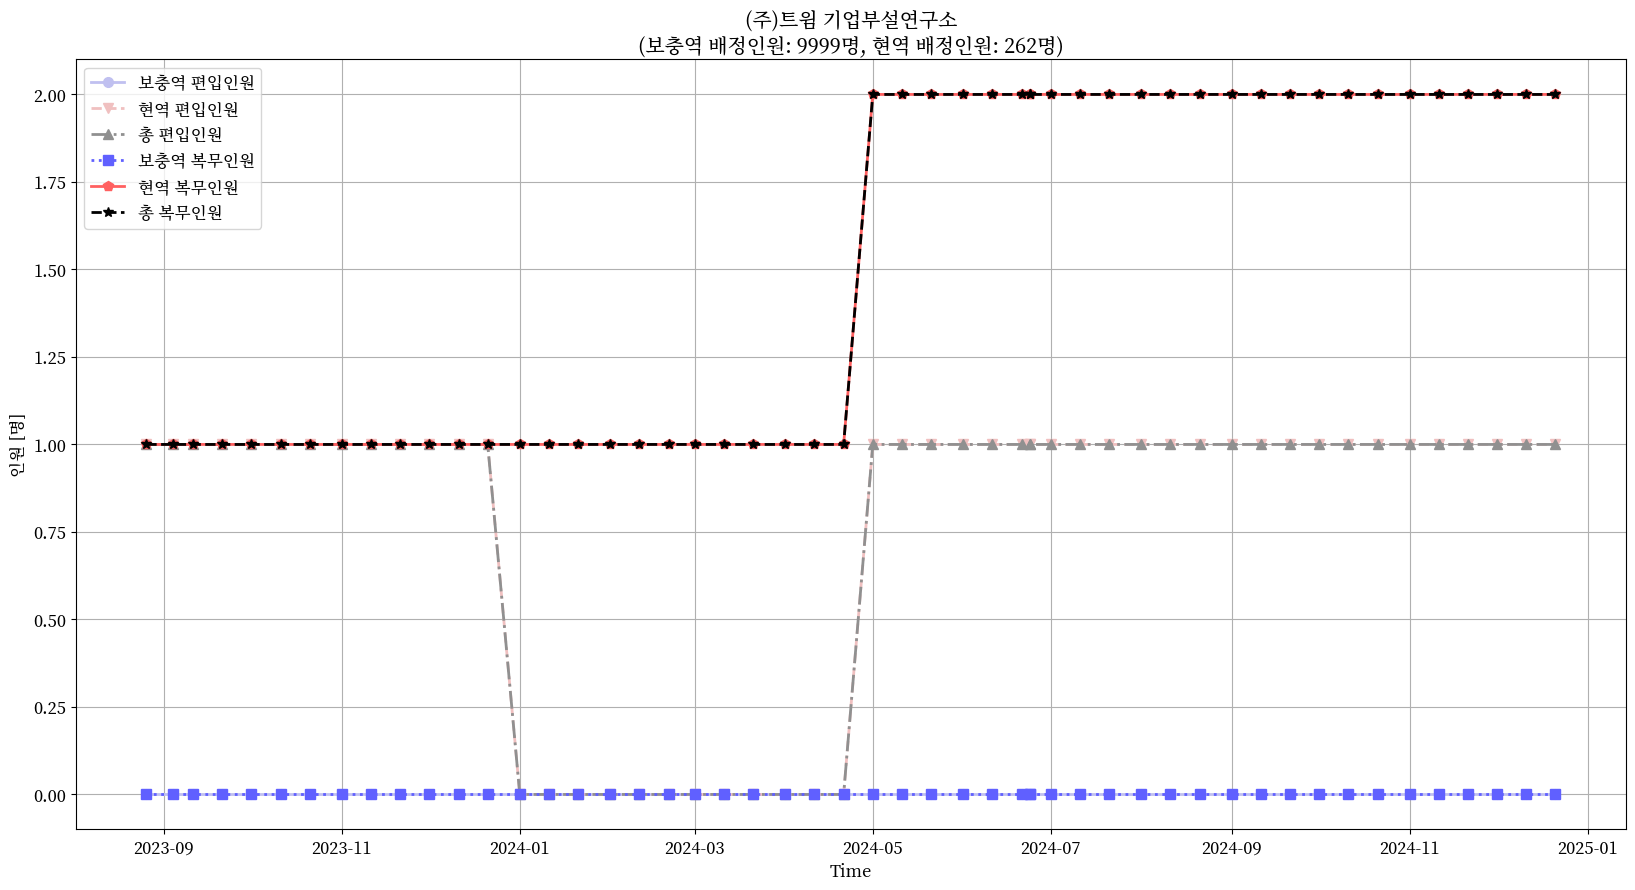 (주)트윔 기업부설연구소
(보충역 배정인원: 9999명, 현역 배정인원: 262명)
보충역 편입인원
현역 편입인원
총 편입인원
보충역 복무인원
현역 복무인원
총 복무인원
2.00
1.75
1.50
1.25
1.00
0.75
0.50
0.25
0.00
인원 [명]
2023-09 2023-11 2024-01 2024-03 2024-05 2024-07 2024-09 2024-11 2025-01
Time